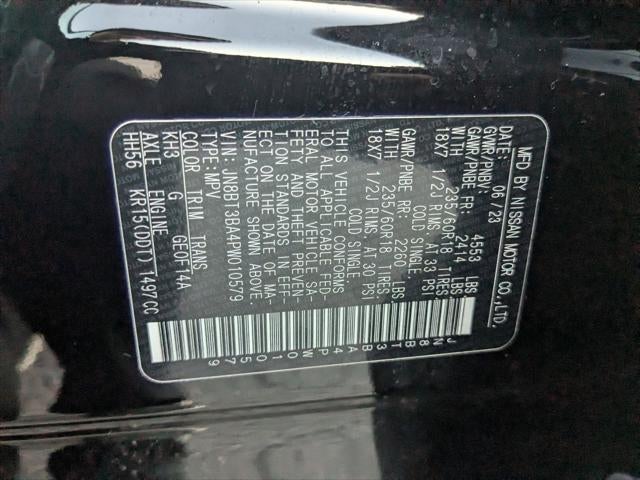 MFD BY NISSAN MOTOR CO.,LTD.
DATE: 06/23
GVWR/PNBV: 4553 LBS.
GAWR/PNBE FR: 2414 LBS.
WITH 235/60R18 TIRES
18X7 1/2J RIMS, AT 33 PSI
COLD SINGLE
GAWR/PNBE RR: 2260 LBS.
WITH 235/60R18 TIRES
18X7 1/2J RIMS, AT 30 PSI
COLD SINGLE
THIS VEHICLE CONFORMS
TO ALL APPLICABLE FED-
ERAL MOTOR VEHICLE SA-
FETY AND THEFT PREVEN-
TION STANDARDS IN EFF-
ECT ON THE DATE OF MA-
NUFACTURE SHOWN ABOVE.
VIN: JN8BT3BA4PW010579
TYPE: MPV
COLOR TRIM TRANS
KH3 G GE0F14A
AXLE ENGINE
HH56 KR15(DDT) 1497CC
JN8BT3BA4PW010579